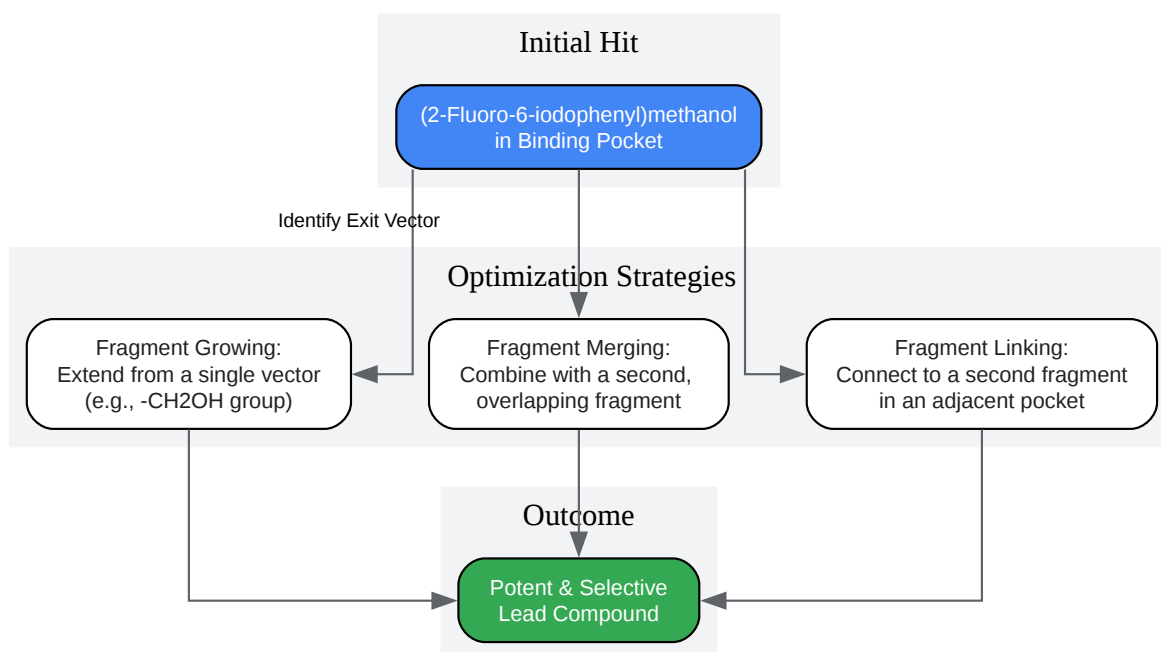 Initial Hit
(2-Fluoro-6-iodophenyl)methanol
in Binding Pocket
Identify Exit Vector
Optimization Strategies
Fragment Growing:
Extend from a single vector
(e.g., -CH2OH group)
Fragment Merging:
Combine with a second,
overlapping fragment
Fragment Linking:
Connect to a second fragment
in an adjacent pocket
Outcome
Potent & Selective
Lead Compound